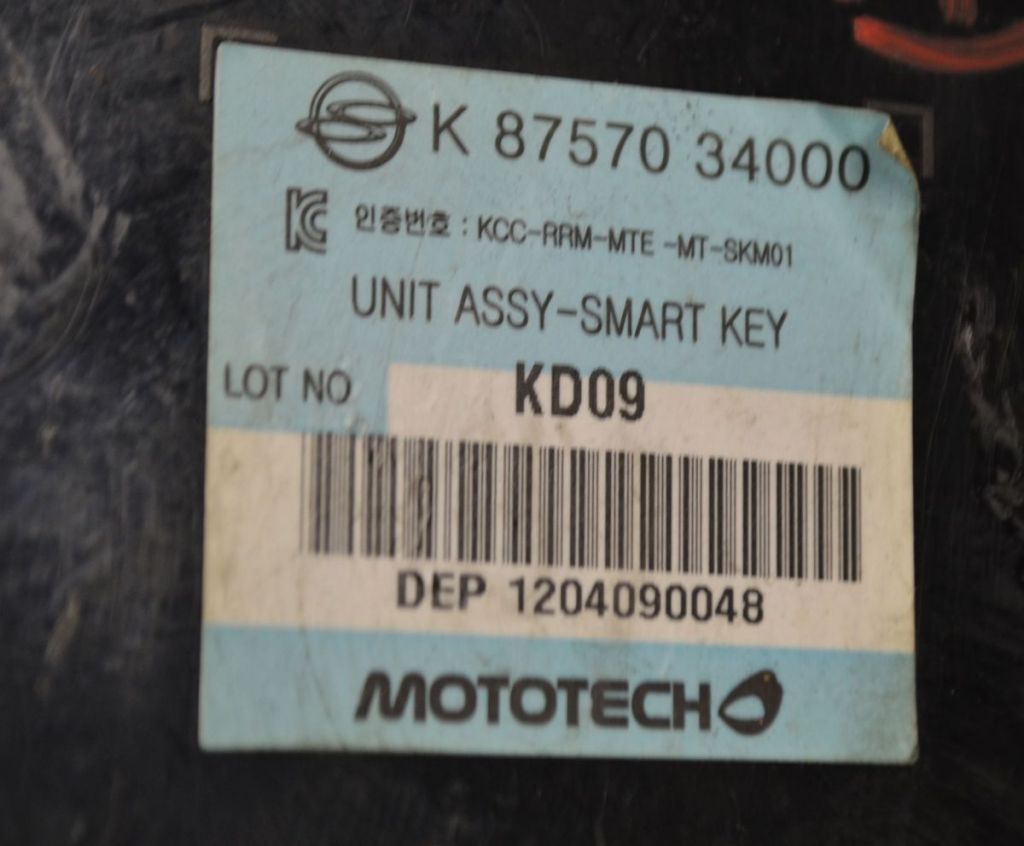 K 87570 34000
인증번호 : KCC-RRM-MTE -MT-SKM01
UNIT ASSY-SMART KEY
LOT NO KD09
DEP 1204090048
MOTOTECH